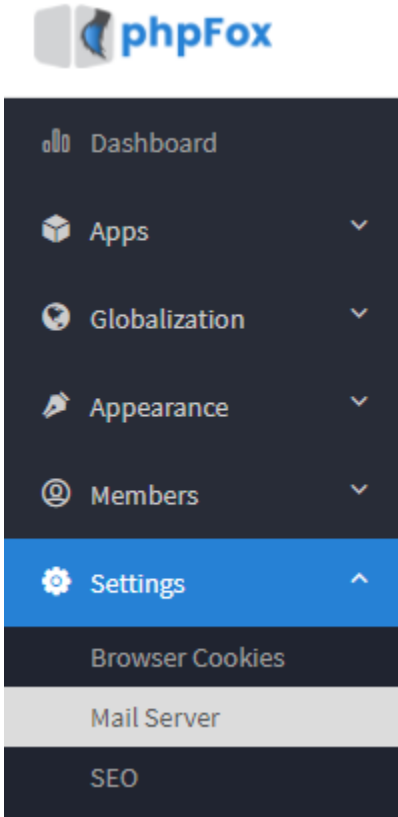 phpFox
Dashboard
Apps
Globalization
Appearance
Members
Settings
Browser Cookies
Mail Server
SEO